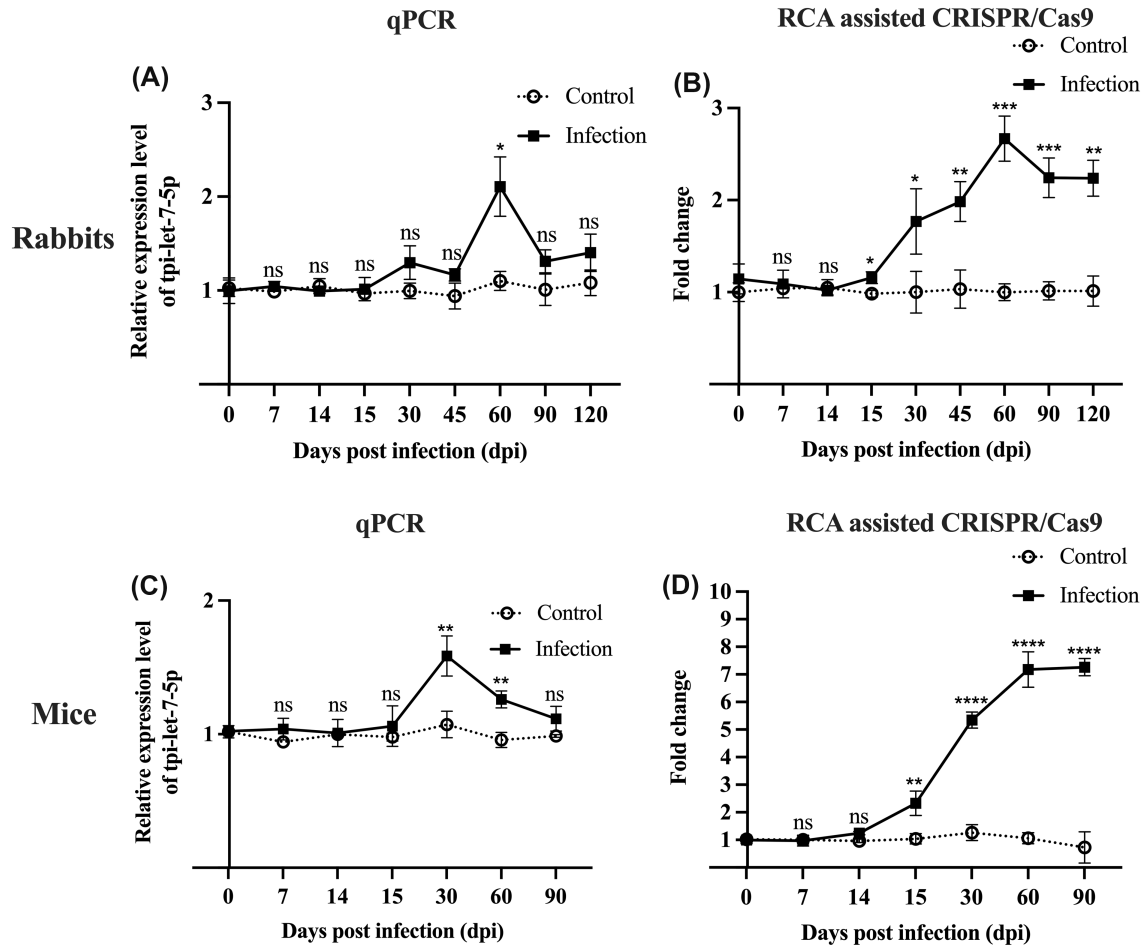 qPCR
RCA assisted CRISPR/Cas9
Rabbits
(A)
Control
Infection
Relative expression level
of tpi-let-7-5p
3
2
1
ns
ns
ns
ns
ns
*
ns
ns
0 7 14 15 30 45 60 90 120
Days post infection (dpi)
(B)
Control
Infection
Fold change
3
2
1
ns
ns
*
*
**
***
***
**
0 7 14 15 30 45 60 90 120
Days post infection (dpi)
qPCR
RCA assisted CRISPR/Cas9
Mice
(C)
Control
Infection
Relative expression level
of tpi-let-7-5p
2
1
ns
ns
ns
**
**
ns
0 7 14 15 30 60 90
Days post infection (dpi)
(D)
Control
Infection
Fold change
10
9
8
7
6
5
4
3
2
1
ns
ns
**
****
****
****
0 7 14 15 30 60 90
Days post infection (dpi)